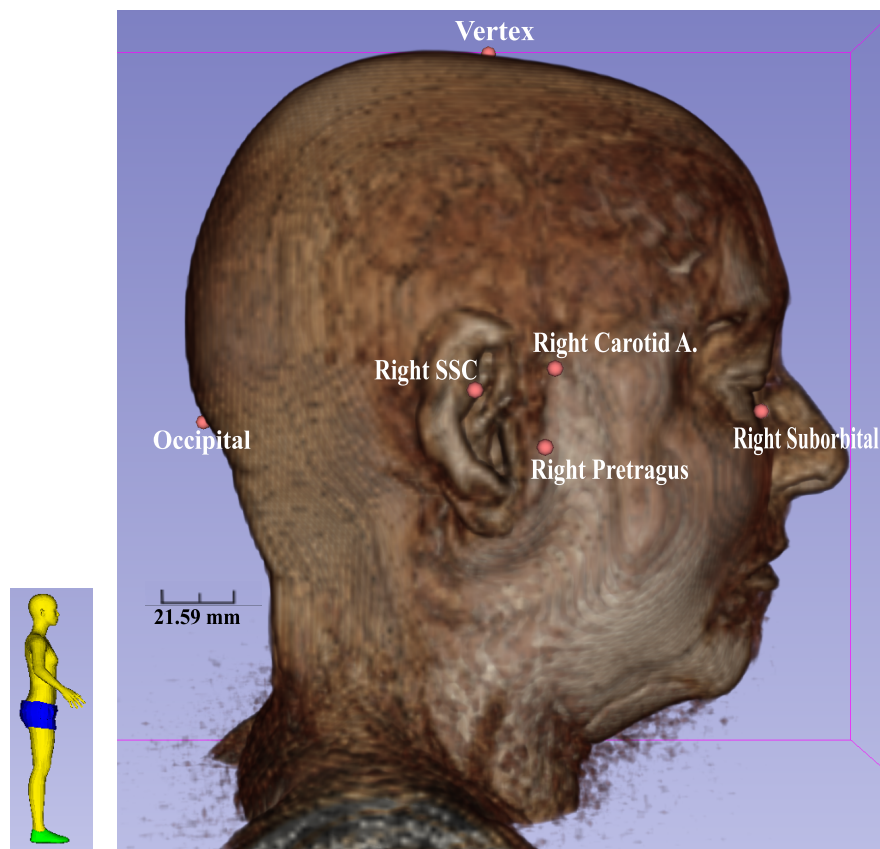 Vertex
Right Carotid A.
Right SSC
Occipital
Right Suborbital
Right Pretragus
21.59 mm